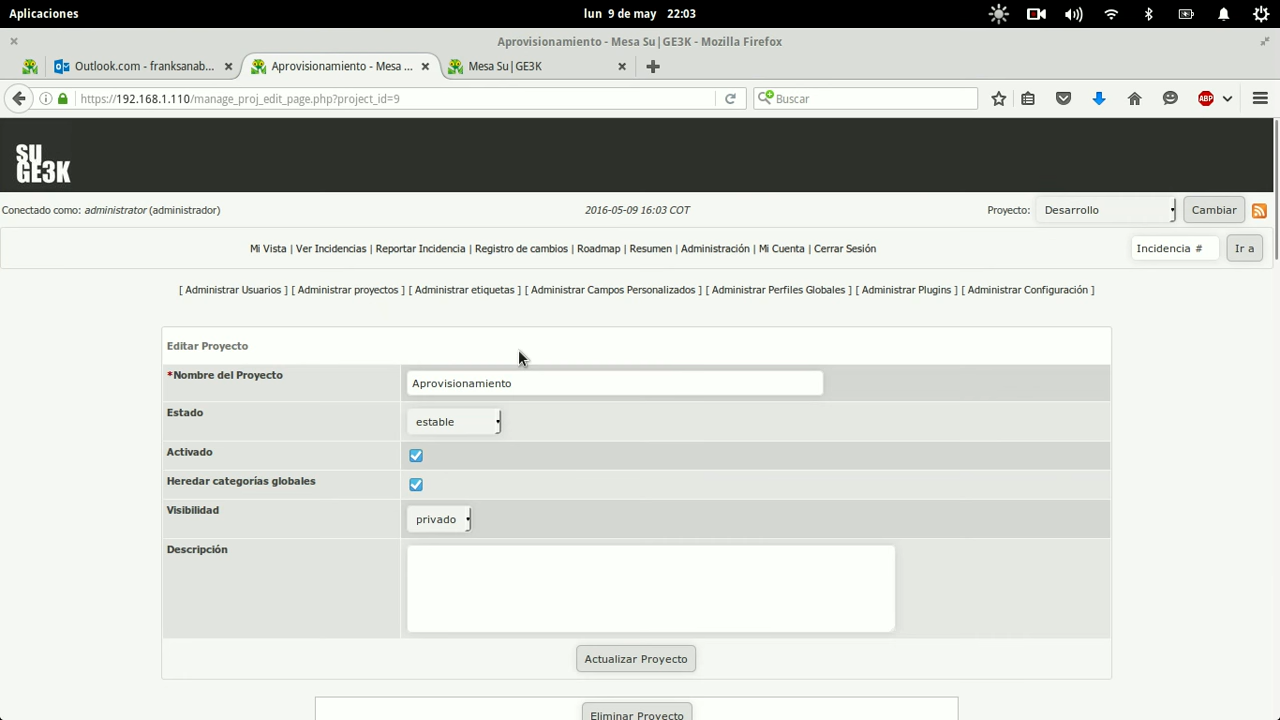 Aplicaciones
lun 9 de may 22:03
Aprovisionamiento - Mesa Su|GE3K - Mozilla Firefox
Outlook.com - franksanab...
Aprovisionamiento - Mesa ...
Mesa Su|GE3K
https://192.168.1.110/manage_proj_edit_page.php?project_id=9
Buscar
ABP
SU
GE3K
Conectado como: administrator (administrador)
2016-05-09 16:03 COT
Proyecto: Desarrollo Cambiar
Mi Vista | Ver Incidencias | Reportar Incidencia | Registro de cambios | Roadmap | Resumen | Administración | Mi Cuenta | Cerrar Sesión
Incidencia # Ir a
[ Administrar Usuarios ] [ Administrar proyectos ] [ Administrar etiquetas ] [ Administrar Campos Personalizados ] [ Administrar Perfiles Globales ] [ Administrar Plugins ] [ Administrar Configuración ]
Editar Proyecto
*Nombre del Proyecto Aprovisionamiento
Estado estable
Activado
Heredar categorías globales
Visibilidad privado
Descripción
Actualizar Proyecto
Eliminar Proyecto